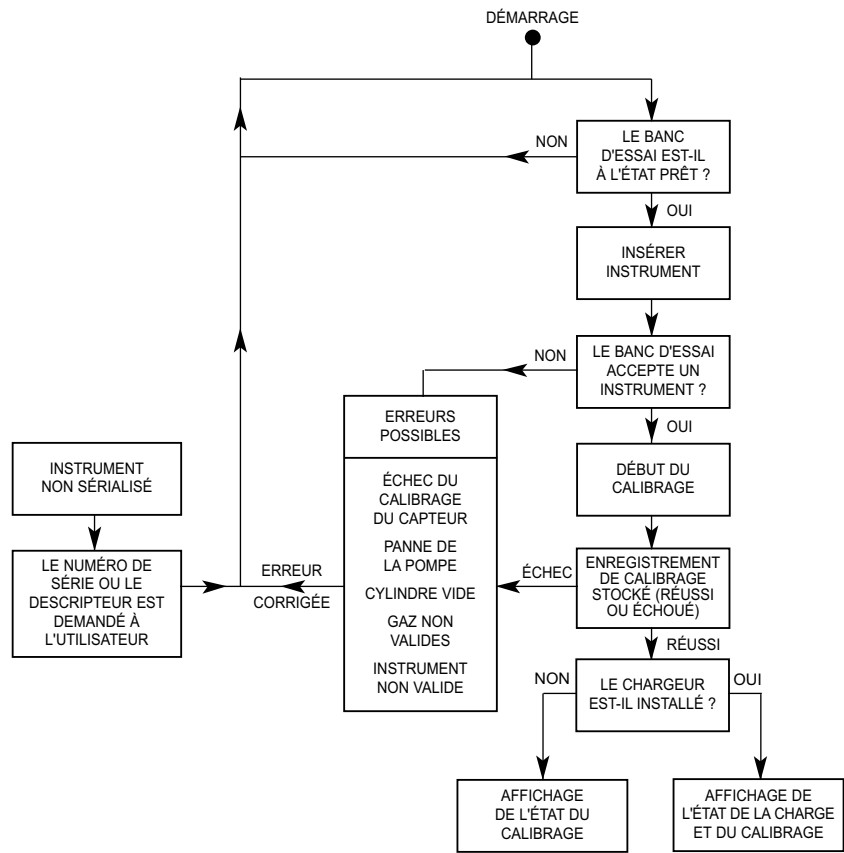 DÉMARRAGE
NON
LE BANC
D'ESSAI EST-IL
À L'ÉTAT PRÊT ?
OUI
INSÉRER
INSTRUMENT
NON
LE BANC D'ESSAI
ACCEPTE UN
INSTRUMENT ?
OUI
ERREURS
POSSIBLES
ÉCHEC DU
CALIBRAGE
DU CAPTEUR
PANNE DE
LA POMPE
CYLINDRE VIDE
GAZ NON
VALIDES
INSTRUMENT
NON VALIDE
DÉBUT DU
CALIBRAGE
INSTRUMENT
NON SÉRIALISÉ
LE NUMÉRO DE
SÉRIE OU LE
DESCRIPTEUR EST
DEMANDÉ À
L'UTILISATEUR
ERREUR
CORRIGÉE
ÉCHEC
ENREGISTREMENT
DE CALIBRAGE
STOCKÉ (RÉUSSI
OU ÉCHOUÉ)
RÉUSSI
NON
LE CHARGEUR
EST-IL INSTALLÉ ?
OUI
AFFICHAGE
DE L'ÉTAT DU
CALIBRAGE
AFFICHAGE DE
L'ÉTAT DE LA CHARGE
ET DU CALIBRAGE